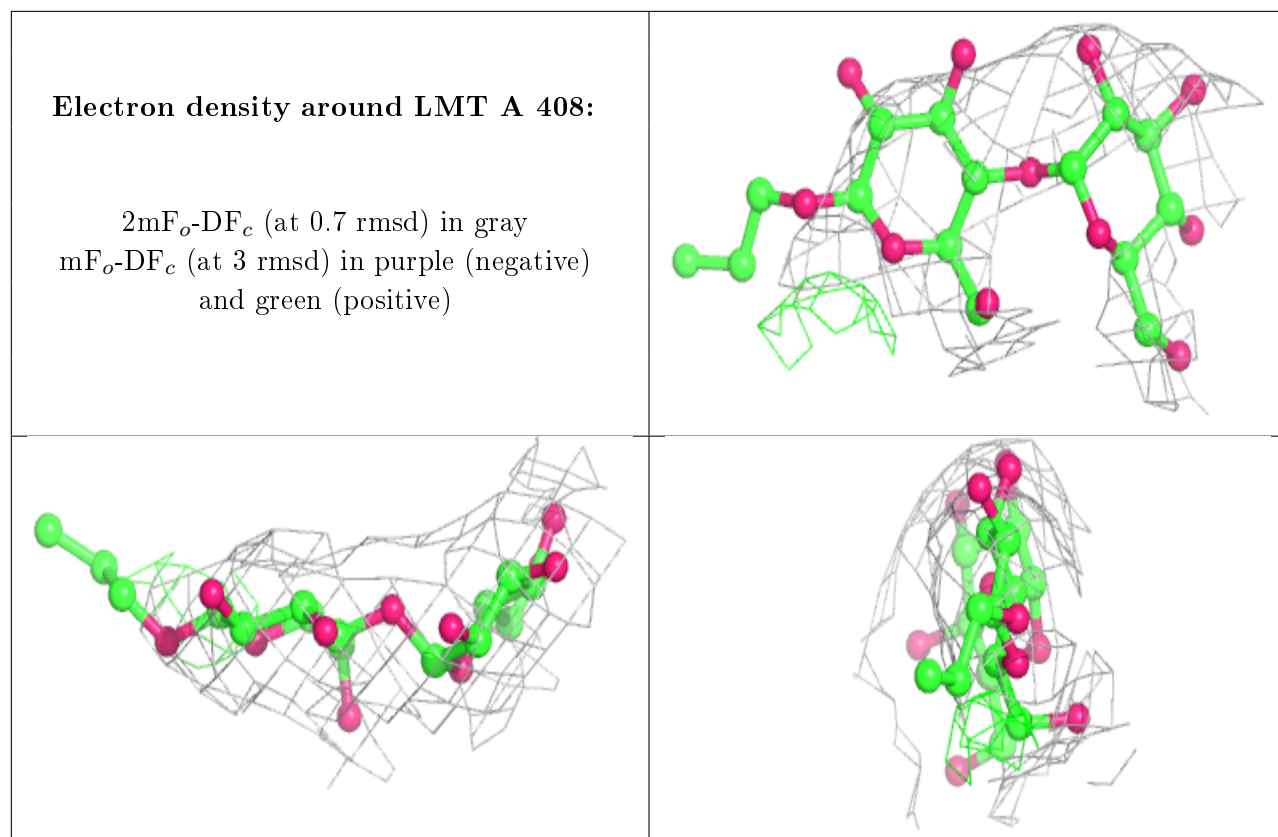 Electron density around LMT A 408:
2mFₒ-DF𝒸 (at 0.7 rmsd) in gray
mFₒ-DF𝒸 (at 3 rmsd) in purple (negative)
and green (positive)